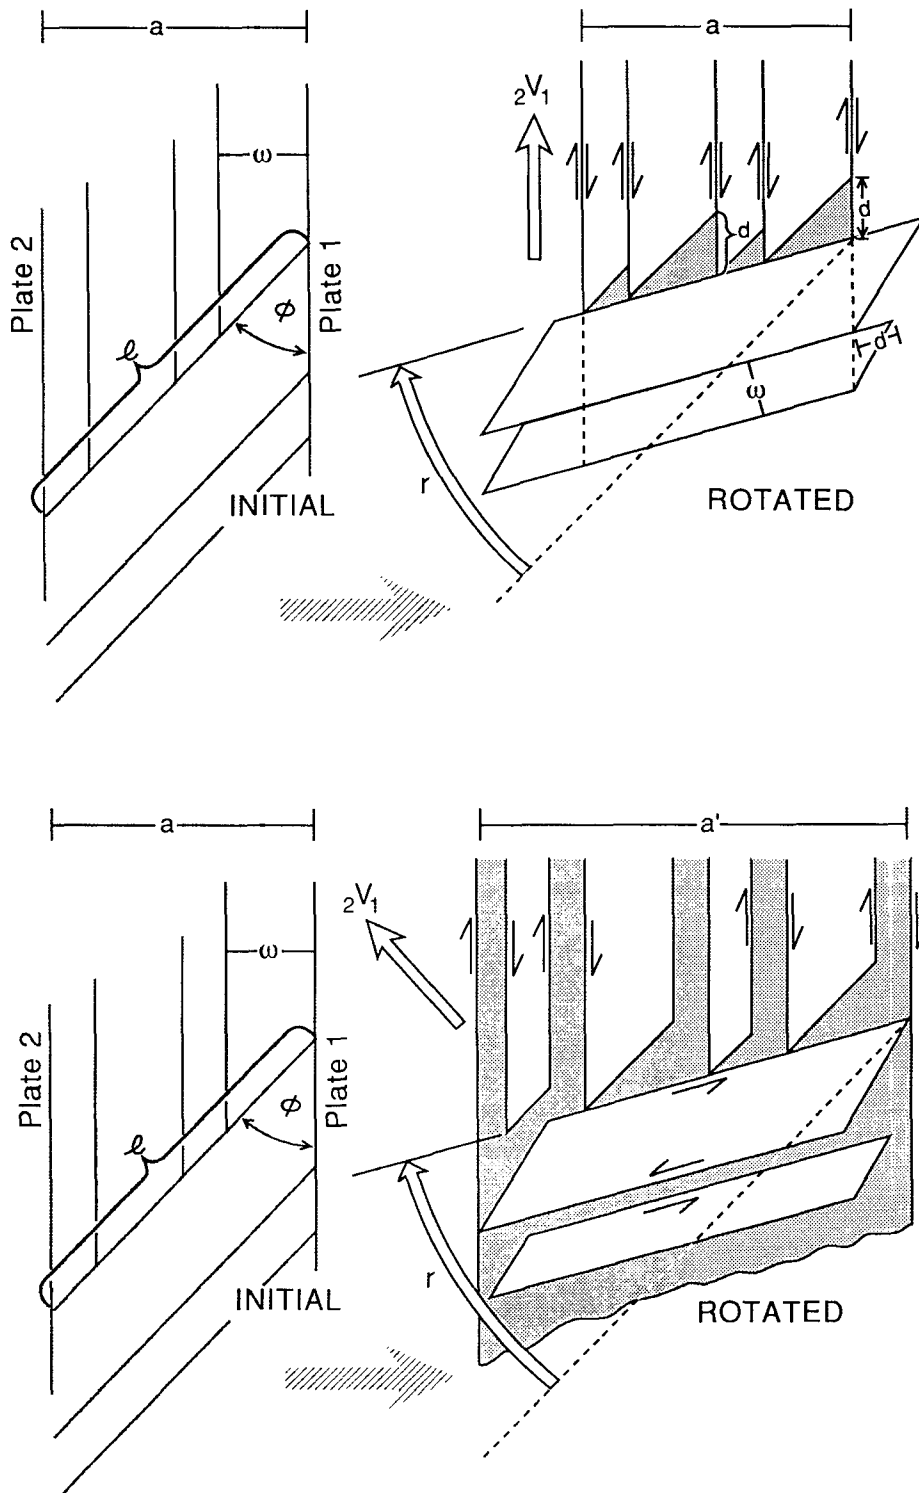 a
a
₂V₁
ω
d
d
Plate 2
Plate 1
ϕ
ℓ
d
ω
r
INITIAL
ROTATED
a
a'
₂V₁
ω
Plate 2
Plate 1
ϕ
ℓ
r
INITIAL
ROTATED